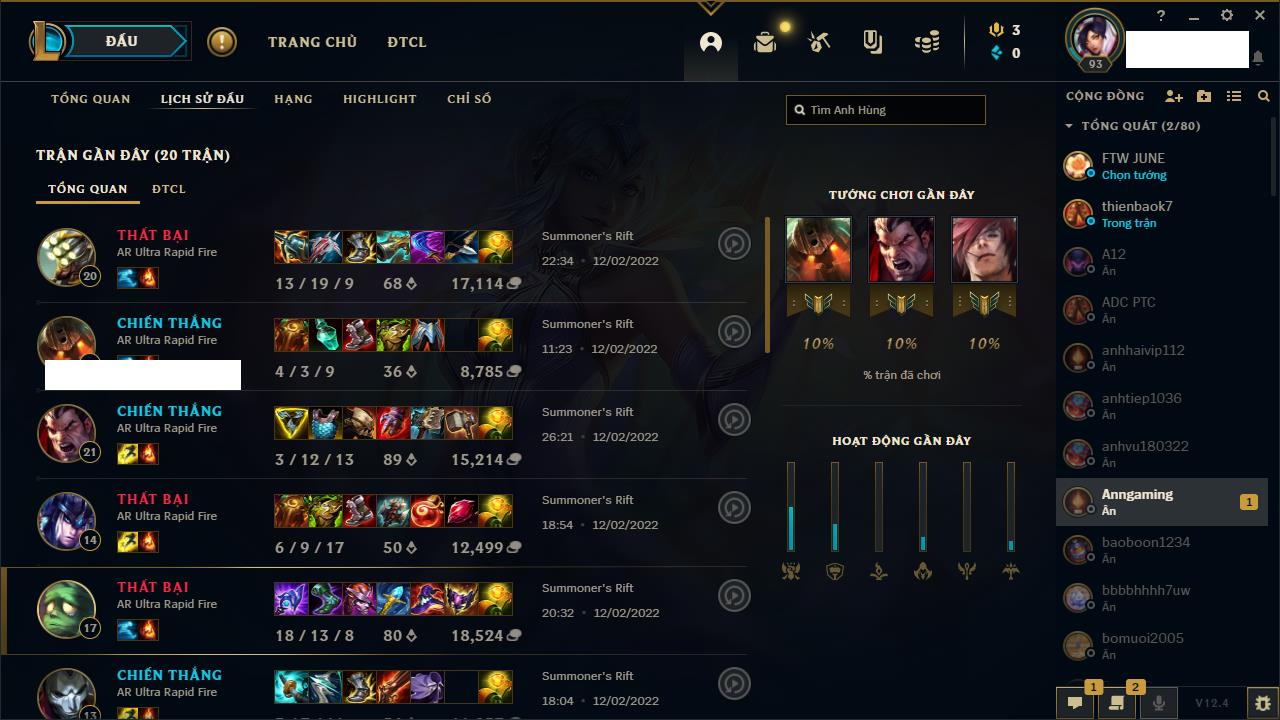 ĐẤU
TRANG CHỦ
ĐTCL
3
0
?
93
TỔNG QUAN
LỊCH SỬ ĐẤU
HẠNG
HIGHLIGHT
CHỈ SỐ
Tìm Anh Hùng
CỘNG ĐỒNG
TỔNG QUÁT (2/80)
TRẬN GẦN ĐÂY (20 TRẬN)
TỔNG QUAN
ĐTCL
THẤT BẠI
AR Ultra Rapid Fire
20
13 / 19 / 9
68
17,114
Summoner's Rift
22:34 • 12/02/2022
CHIẾN THẮNG
AR Ultra Rapid Fire
4 / 3 / 9
36
8,785
Summoner's Rift
11:23 • 12/02/2022
CHIẾN THẮNG
AR Ultra Rapid Fire
21
3 / 12 / 13
89
15,214
Summoner's Rift
26:21 • 12/02/2022
THẤT BẠI
AR Ultra Rapid Fire
14
6 / 9 / 17
50
12,499
Summoner's Rift
18:54 • 12/02/2022
THẤT BẠI
AR Ultra Rapid Fire
17
18 / 13 / 8
80
18,524
Summoner's Rift
20:32 • 12/02/2022
CHIẾN THẮNG
AR Ultra Rapid Fire
13
Summoner's Rift
18:04 • 12/02/2022
TƯỚNG CHƠI GẦN ĐÂY
10%
10%
10%
% trận đã chơi
HOẠT ĐỘNG GẦN ĐÂY
FTW JUNE
Chọn tướng
thienbaok7
Trong trận
A12
Ẩn
ADC PTC
Ẩn
anhhaivip112
Ẩn
anhtiep1036
Ẩn
anhvu180322
Ẩn
Anngaming
Ẩn
1
baoboon1234
Ẩn
bbbbhhhh7uw
Ẩn
bomuoi2005
Ẩn
1
2
V12.4